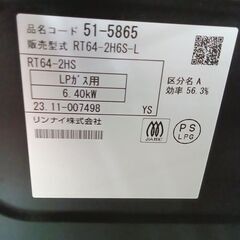 品名コード 51-5865
販売型式 RT64-2H6S-L
RT64-2HS
LPガス用
6.40kW
23.11-007498 YS
リンナイ株式会社
区分名 A
効率 56.3%
JIA
PS
LPG